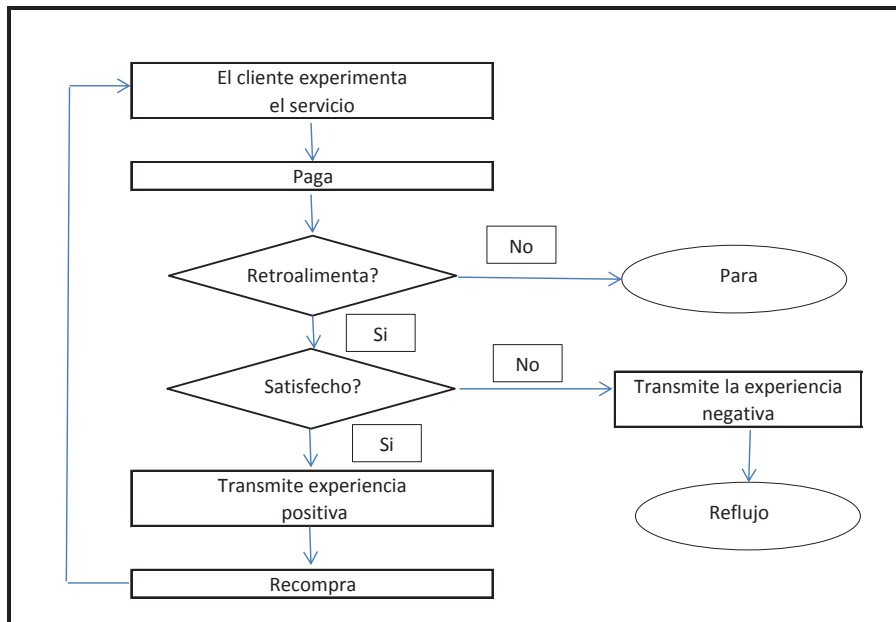 El cliente experimenta
el servicio
Paga
No
Retroalimenta?
Para
Si
No
Satisfecho?
Transmite la experiencia
negativa
Si
Transmite experiencia
positiva
Reflujo
Recompra